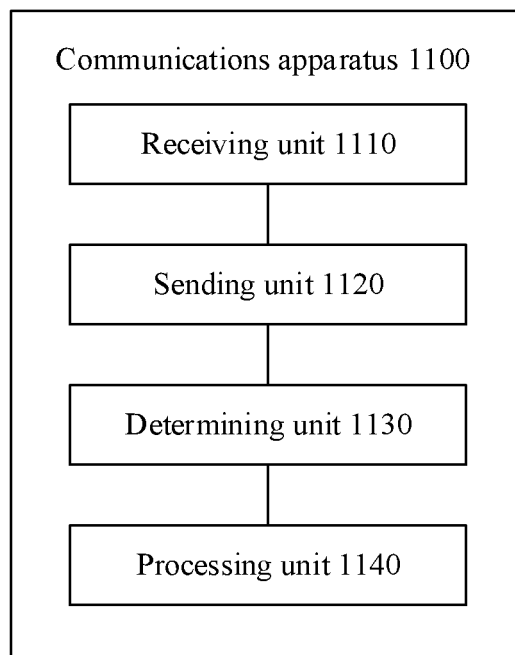 Communications apparatus 1100
Receiving unit 1110
Sending unit 1120
Determining unit 1130
Processing unit 1140